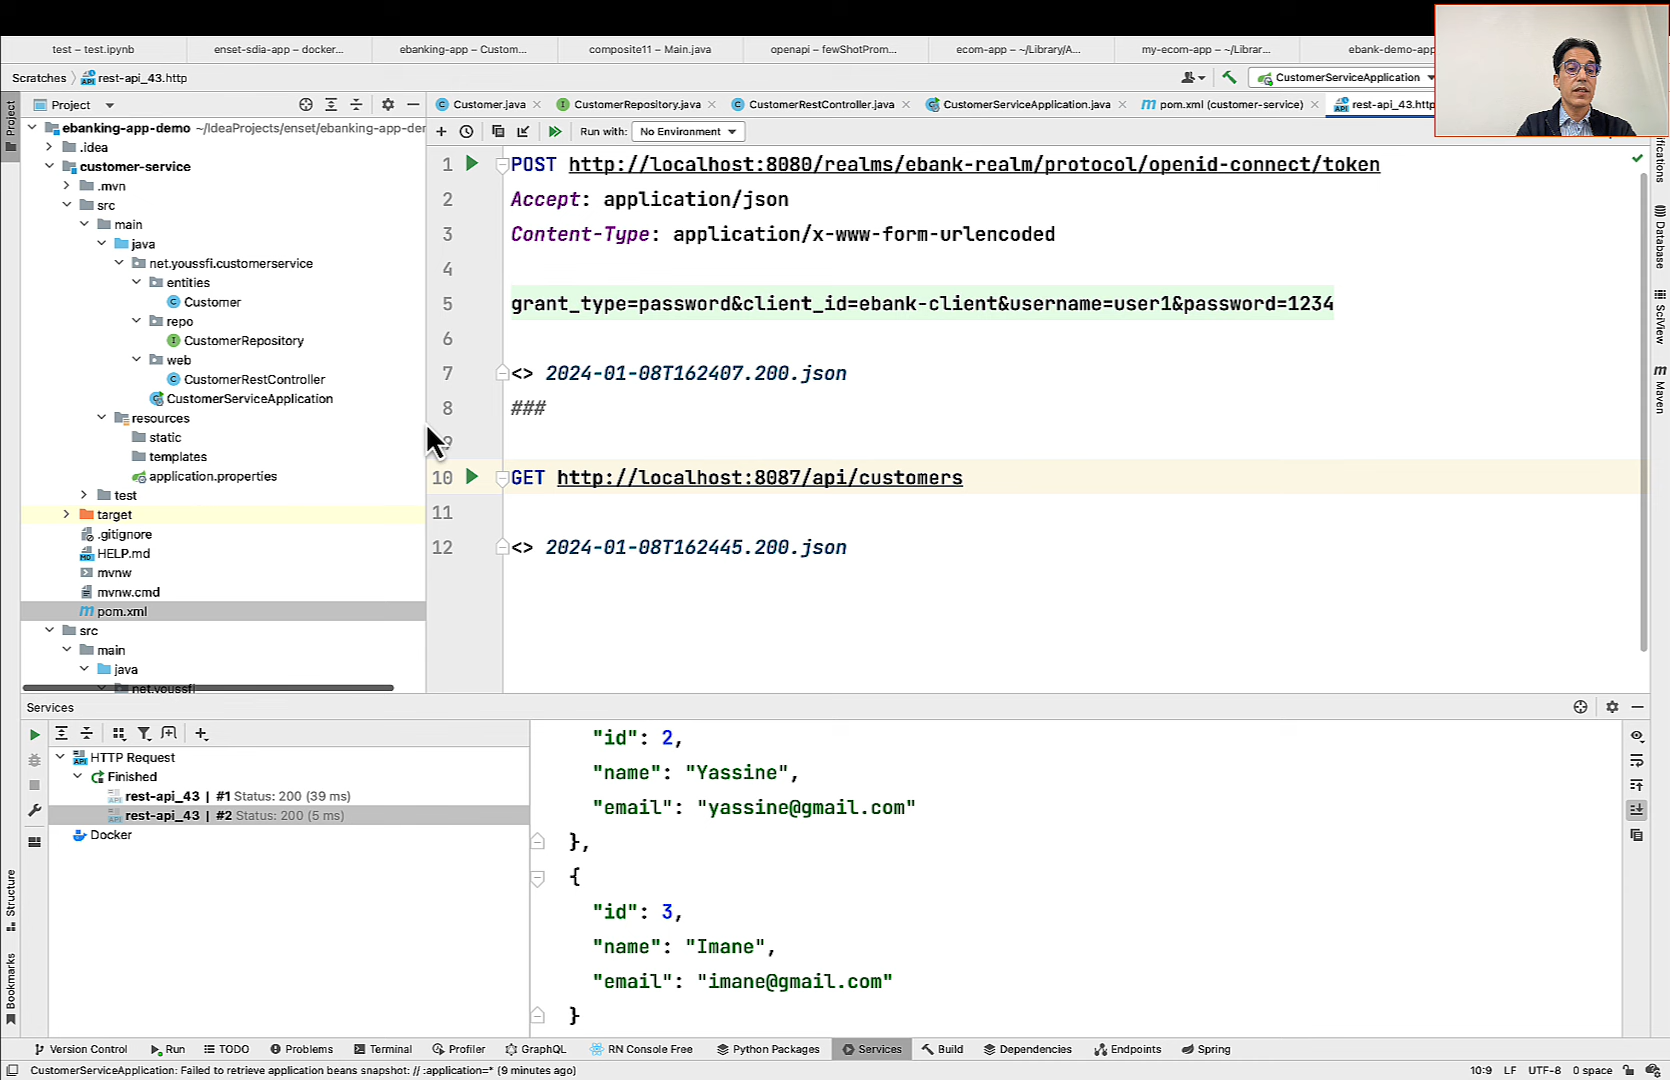 test – test.ipynb
enset-sdia-app – docker...
ebanking-app – Custom...
composite11 – Main.java
openapi – fewShotProm...
ecom-app – ~/Library/A...
my-ecom-app – ~/Librar...
ebank-demo-app
Scratches
rest-api_43.http
CustomerServiceApplication
Project
Customer.java
CustomerRepository.java
CustomerRestController.java
CustomerServiceApplication.java
pom.xml (customer-service)
rest-api_43.http
Run with: No Environment
Project
ebanking-app-demo ~/IdeaProjects/enset/ebanking-app-der
.idea
customer-service
.mvn
src
main
java
net.youssfi.customerservice
entities
Customer
repo
CustomerRepository
web
CustomerRestController
CustomerServiceApplication
resources
static
templates
application.properties
test
target
.gitignore
HELP.md
mvnw
mvnw.cmd
pom.xml
src
main
java
net.youssfi
1 POST http://localhost:8080/realms/ebank-realm/protocol/openid-connect/token
2 Accept: application/json
3 Content-Type: application/x-www-form-urlencoded
4
5 grant_type=password&client_id=ebank-client&username=user1&password=1234
6
7 <> 2024-01-08T162407.200.json
8 ###
9
10 GET http://localhost:8087/api/customers
11
12 <> 2024-01-08T162445.200.json
Database
SciView
Maven
Services
HTTP Request
Finished
rest-api_43 | #1 Status: 200 (39 ms)
rest-api_43 | #2 Status: 200 (5 ms)
Docker
"id": 2,
"name": "Yassine",
"email": "yassine@gmail.com"
},
{
"id": 3,
"name": "Imane",
"email": "imane@gmail.com"
}
Structure
Bookmarks
Version Control
Run
TODO
Problems
Terminal
Profiler
GraphQL
RN Console Free
Python Packages
Services
Build
Dependencies
Endpoints
Spring
CustomerServiceApplication: Failed to retrieve application beans snapshot: // :application=* (9 minutes ago)
10:9 LF UTF-8 0 space